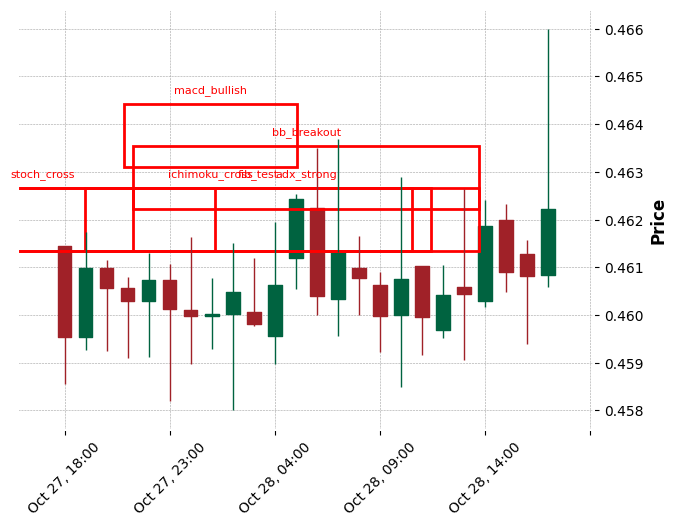 0.466
0.465
macd_bullish
0.464
bb_breakout
0.463
stoch_cross
ichimoku_cross
adx_strong
0.462
Price
0.461
0.460
0.459
0.458
Oct 27, 18:00
Oct 27, 23:00
Oct 28, 04:00
Oct 28, 09:00
Oct 28, 14:00